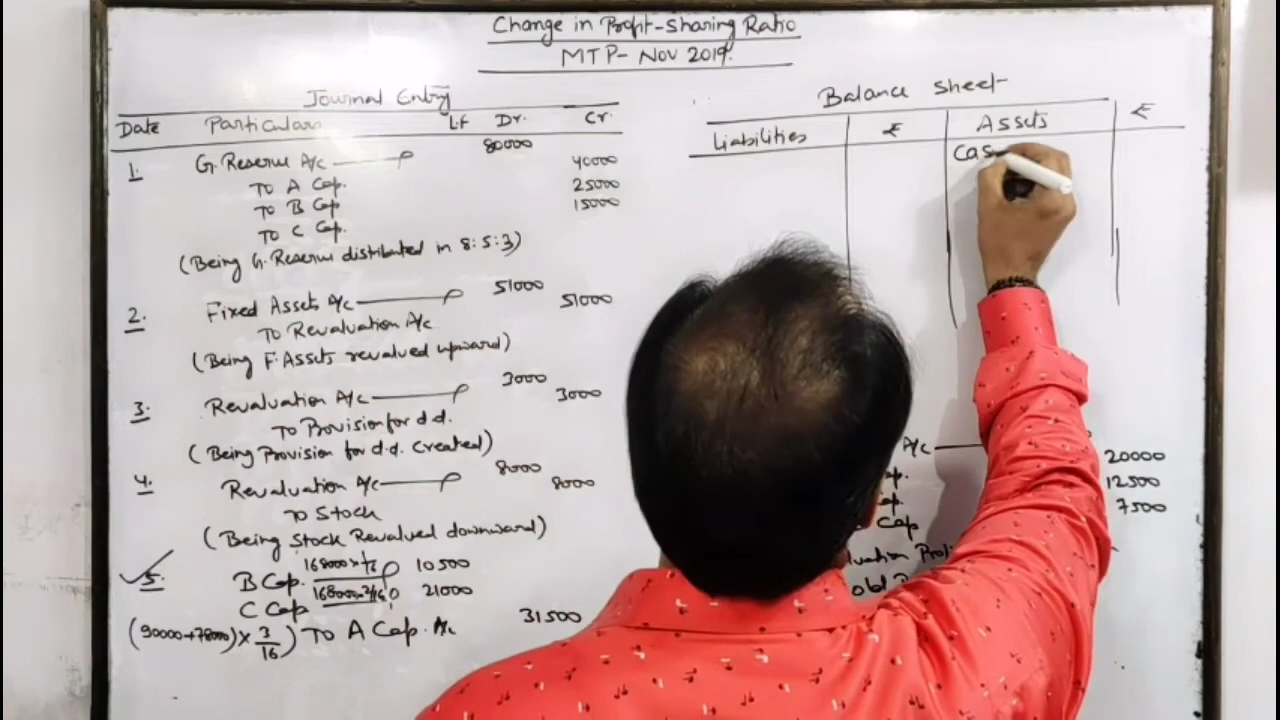 Change in Profit-Sharing Ratio
MTP- Nov 2019.
Journal Entry
Date Particulars Lf Dr. Cr.
1. G. Reserve A/c 80000
To A Cap. 40000
To B Cap 25000
To C Cap. 15000
(Being G. Reserve distributed in 8:5:3)
2. Fixed Assets A/c 51000
To Revaluation A/c 51000
(Being F. Assets revalued upward)
3. Revaluation A/c 3000
To Provision for d.d. 3000
(Being Provision for d.d. created)
4. Revaluation A/c 8000
To Stock 8000
(Being Stock Revalued downward)
5. B Cap. 168000×1/16 10500
C Cap 168000×2/16 21000
(90000+78000)×3/16) To A Cap. A/c 31500
Balance Sheet
Liabilities ₹ Assets ₹
Cas
A/c
20000
12500
Cap 7500